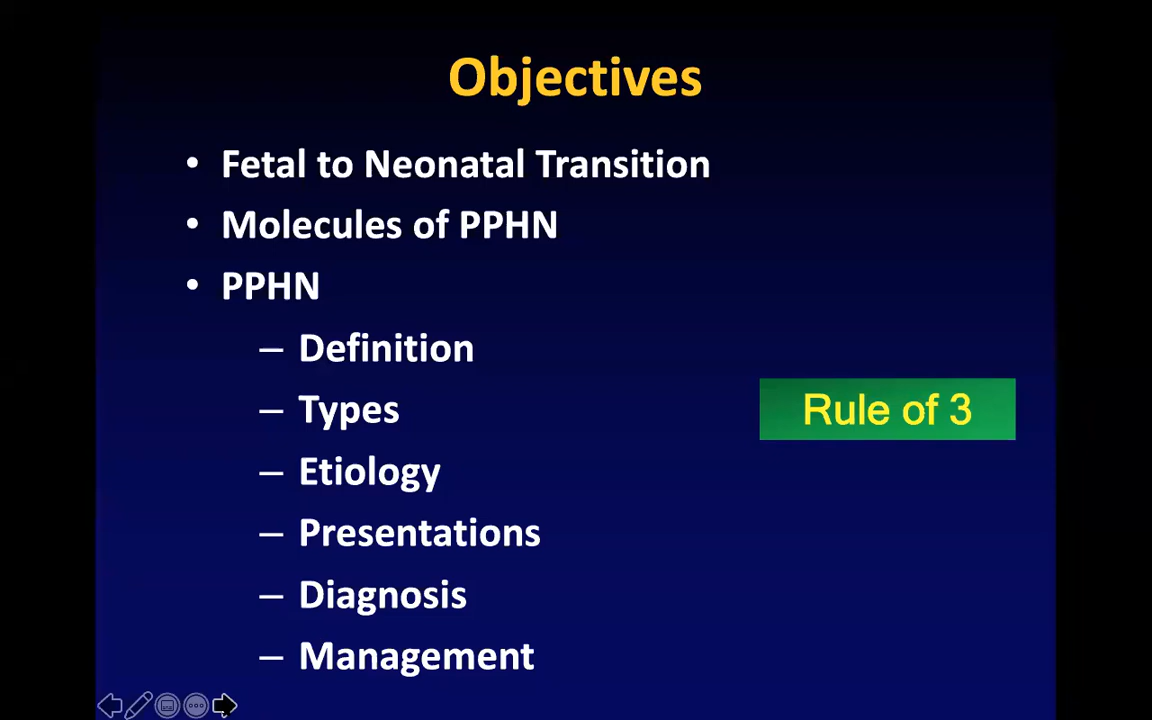 Objectives
• Fetal to Neonatal Transition
• Molecules of PPHN
• PPHN
– Definition
– Types
Rule of 3
– Etiology
– Presentations
– Diagnosis
– Management